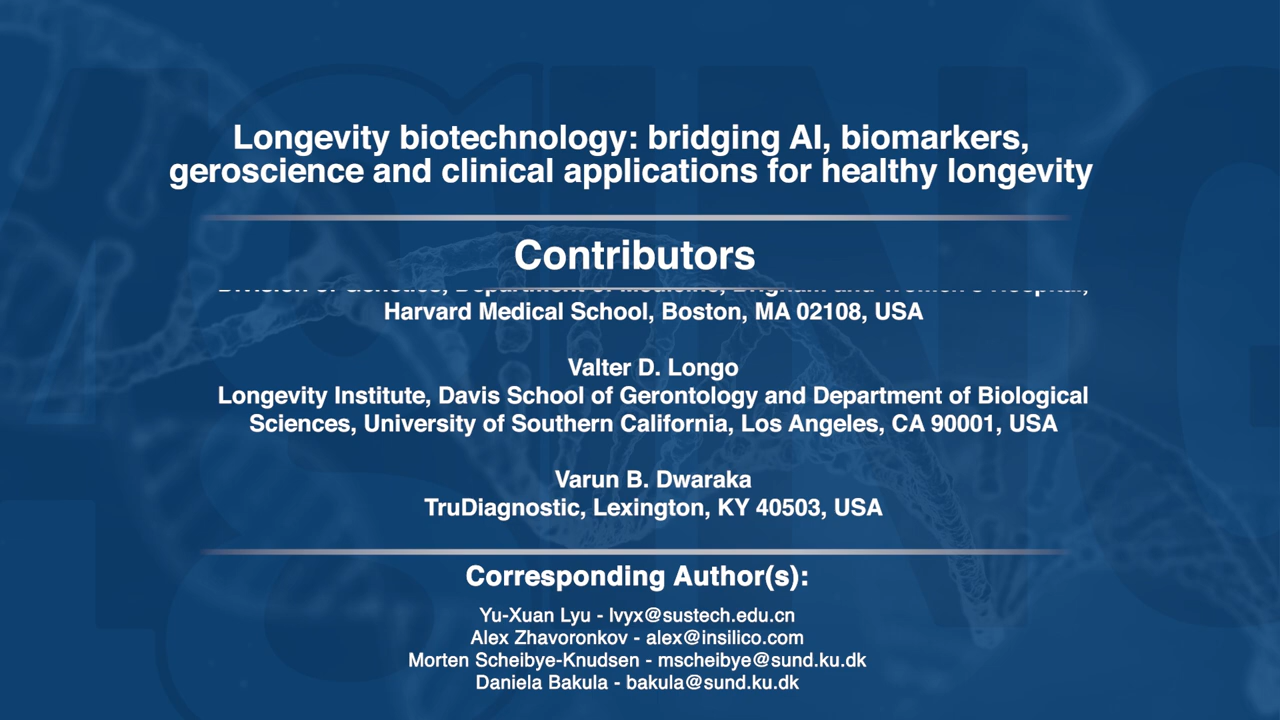 Longevity biotechnology: bridging AI, biomarkers,
geroscience and clinical applications for healthy longevity
Contributors
Harvard Medical School, Boston, MA 02108, USA
Valter D. Longo
Longevity Institute, Davis School of Gerontology and Department of Biological
Sciences, University of Southern California, Los Angeles, CA 90001, USA
Varun B. Dwaraka
TruDiagnostic, Lexington, KY 40503, USA
Corresponding Author(s):
Yu-Xuan Lyu - lvyx@sustech.edu.cn
Alex Zhavoronkov - alex@insilico.com
Morten Scheibye-Knudsen - mscheibye@sund.ku.dk
Daniela Bakula - bakula@sund.ku.dk